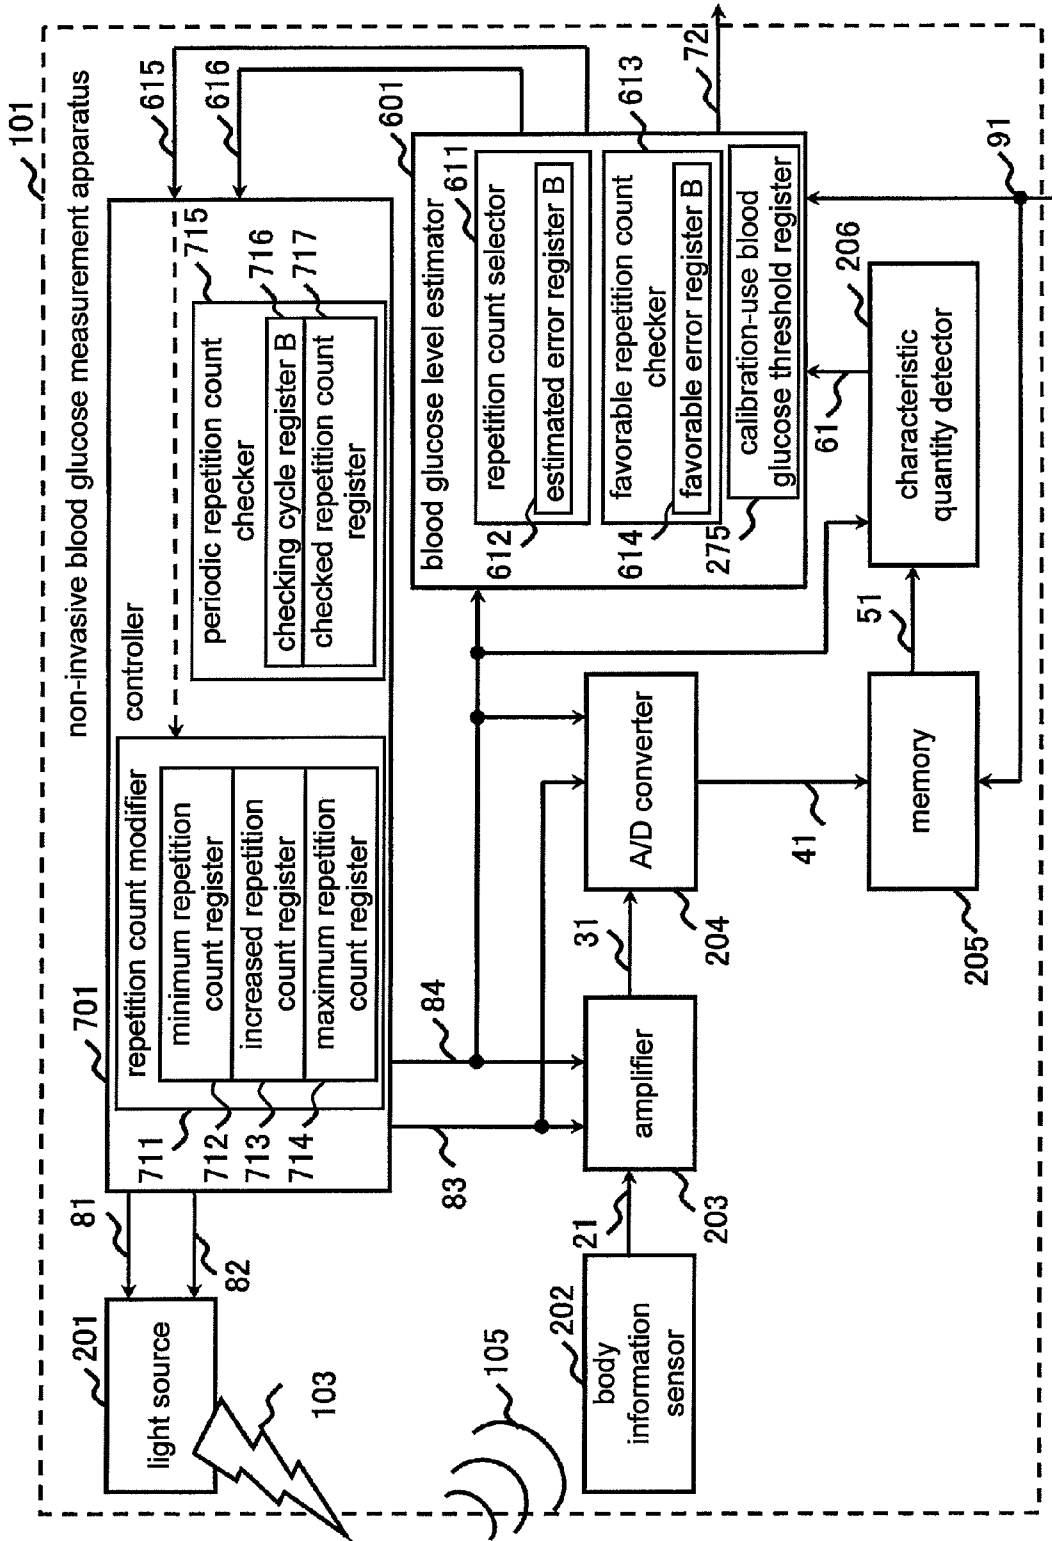 101
non-invasive blood glucose measurement apparatus
201
light source
103
81
82
701
controller
repetition count modifier
711
minimum repetition
count register
712
increased repetition
count register
713
maximum repetition
count register
714
715
periodic repetition count
checker
716
checking cycle register B
717
checked repetition count
register
615
616
83
84
601
blood glucose level estimator
611
repetition count selector
612
estimated error register B
613
favorable repetition count
checker
614
favorable error register B
275
calibration-use blood
glucose threshold register
72
105
202
body
information
sensor
21
203
amplifier
31
204
A/D converter
41
205
memory
51
206
characteristic
quantity detector
61
91